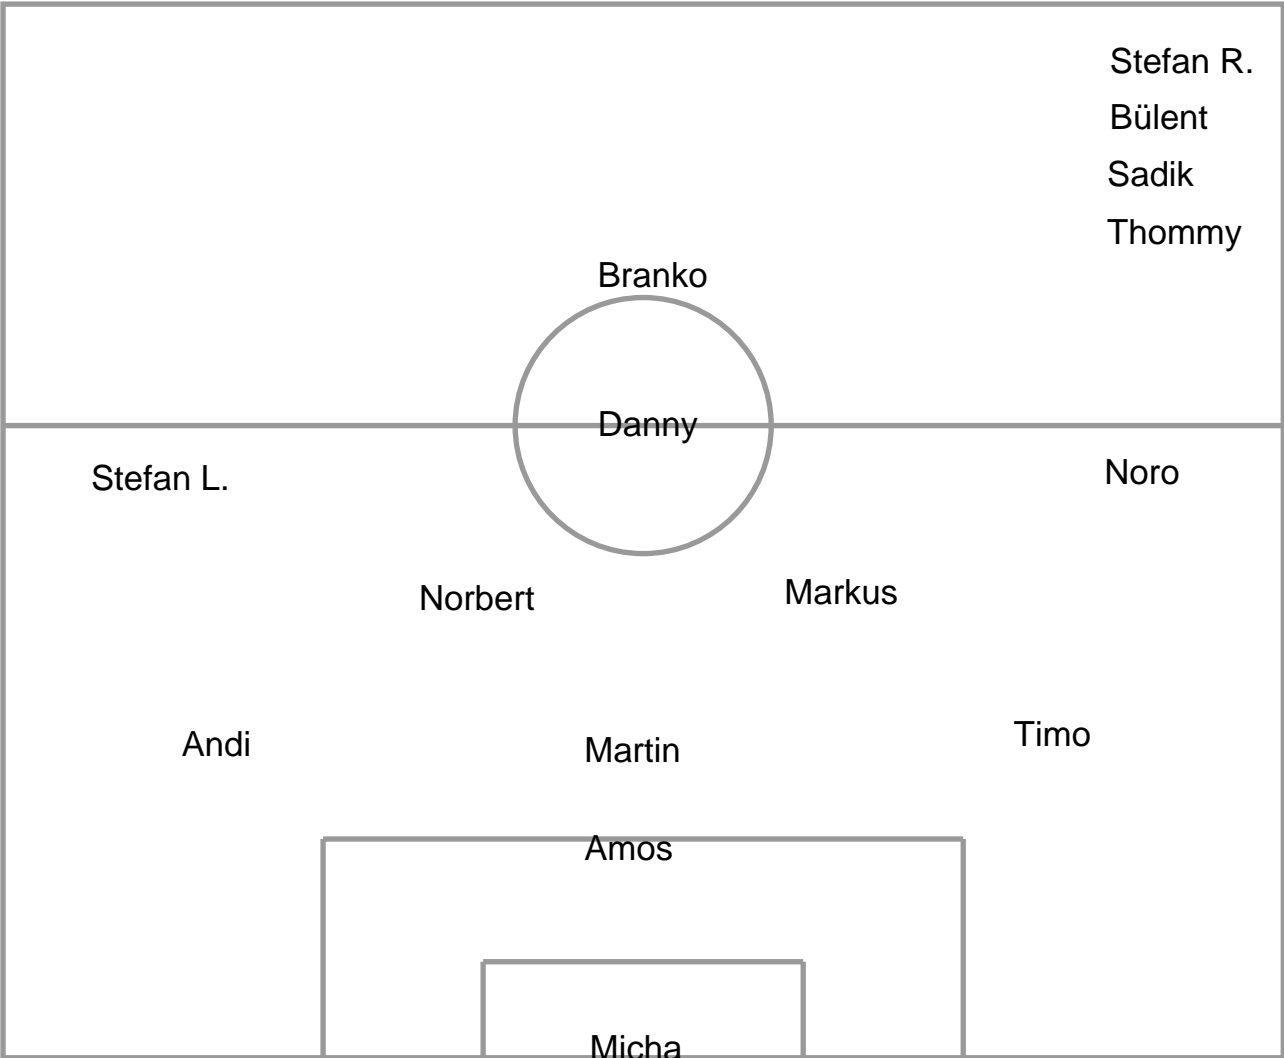 Stefan R.
Bülent
Sadik
Thommy
Branko
Danny
Stefan L.
Noro
Norbert
Markus
Andi
Martin
Timo
Amos
Micha